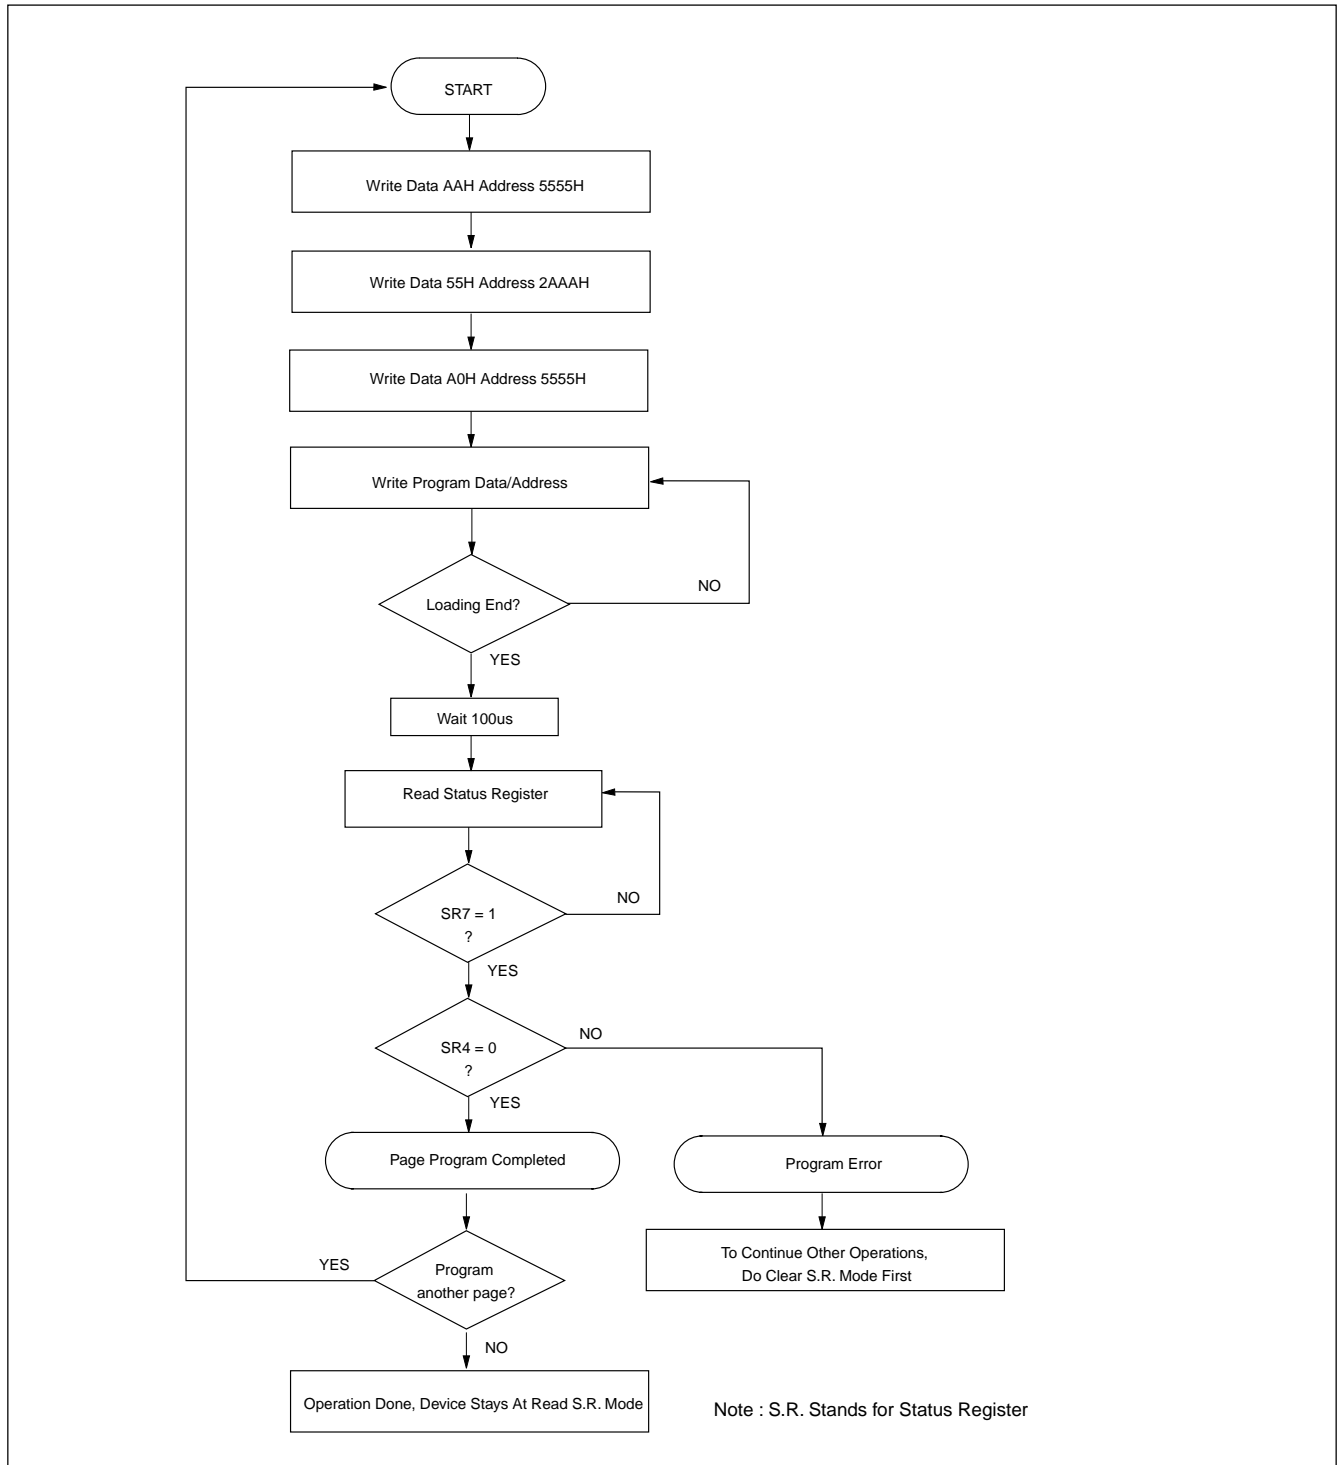 START
Write Data AAH Address 5555H
Write Data 55H Address 2AAAH
Write Data A0H Address 5555H
Write Program Data/Address
NO
Loading End?
YES
Wait 100us
Read Status Register
NO
SR7 = 1
?
YES
NO
SR4 = 0
?
YES
Page Program Completed
Program Error
To Continue Other Operations,
Do Clear S.R. Mode First
YES
Program
another page?
NO
Operation Done, Device Stays At Read S.R. Mode
Note : S.R. Stands for Status Register